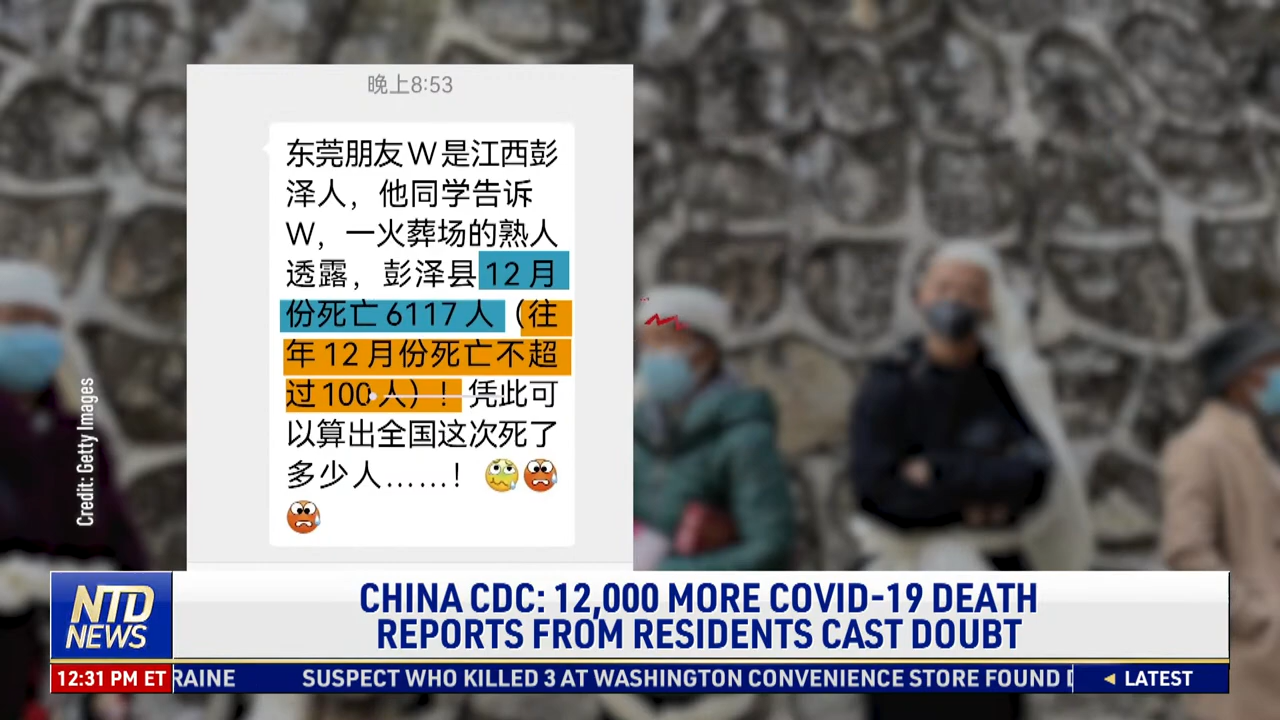 晚上8:53
东莞朋友W是江西彭
泽人，他同学告诉
W，一火葬场的熟人
透露，彭泽县12月
份死亡6117人（往
年12月份死亡不超
过100人）！凭此可
以算出全国这次死了
多少人……！
Credit: Getty Images
NTD
NEWS
CHINA CDC: 12,000 MORE COVID-19 DEATH
REPORTS FROM RESIDENTS CAST DOUBT
12:31 PM ET
RAINE SUSPECT WHO KILLED 3 AT WASHINGTON CONVENIENCE STORE FOUND
LATEST